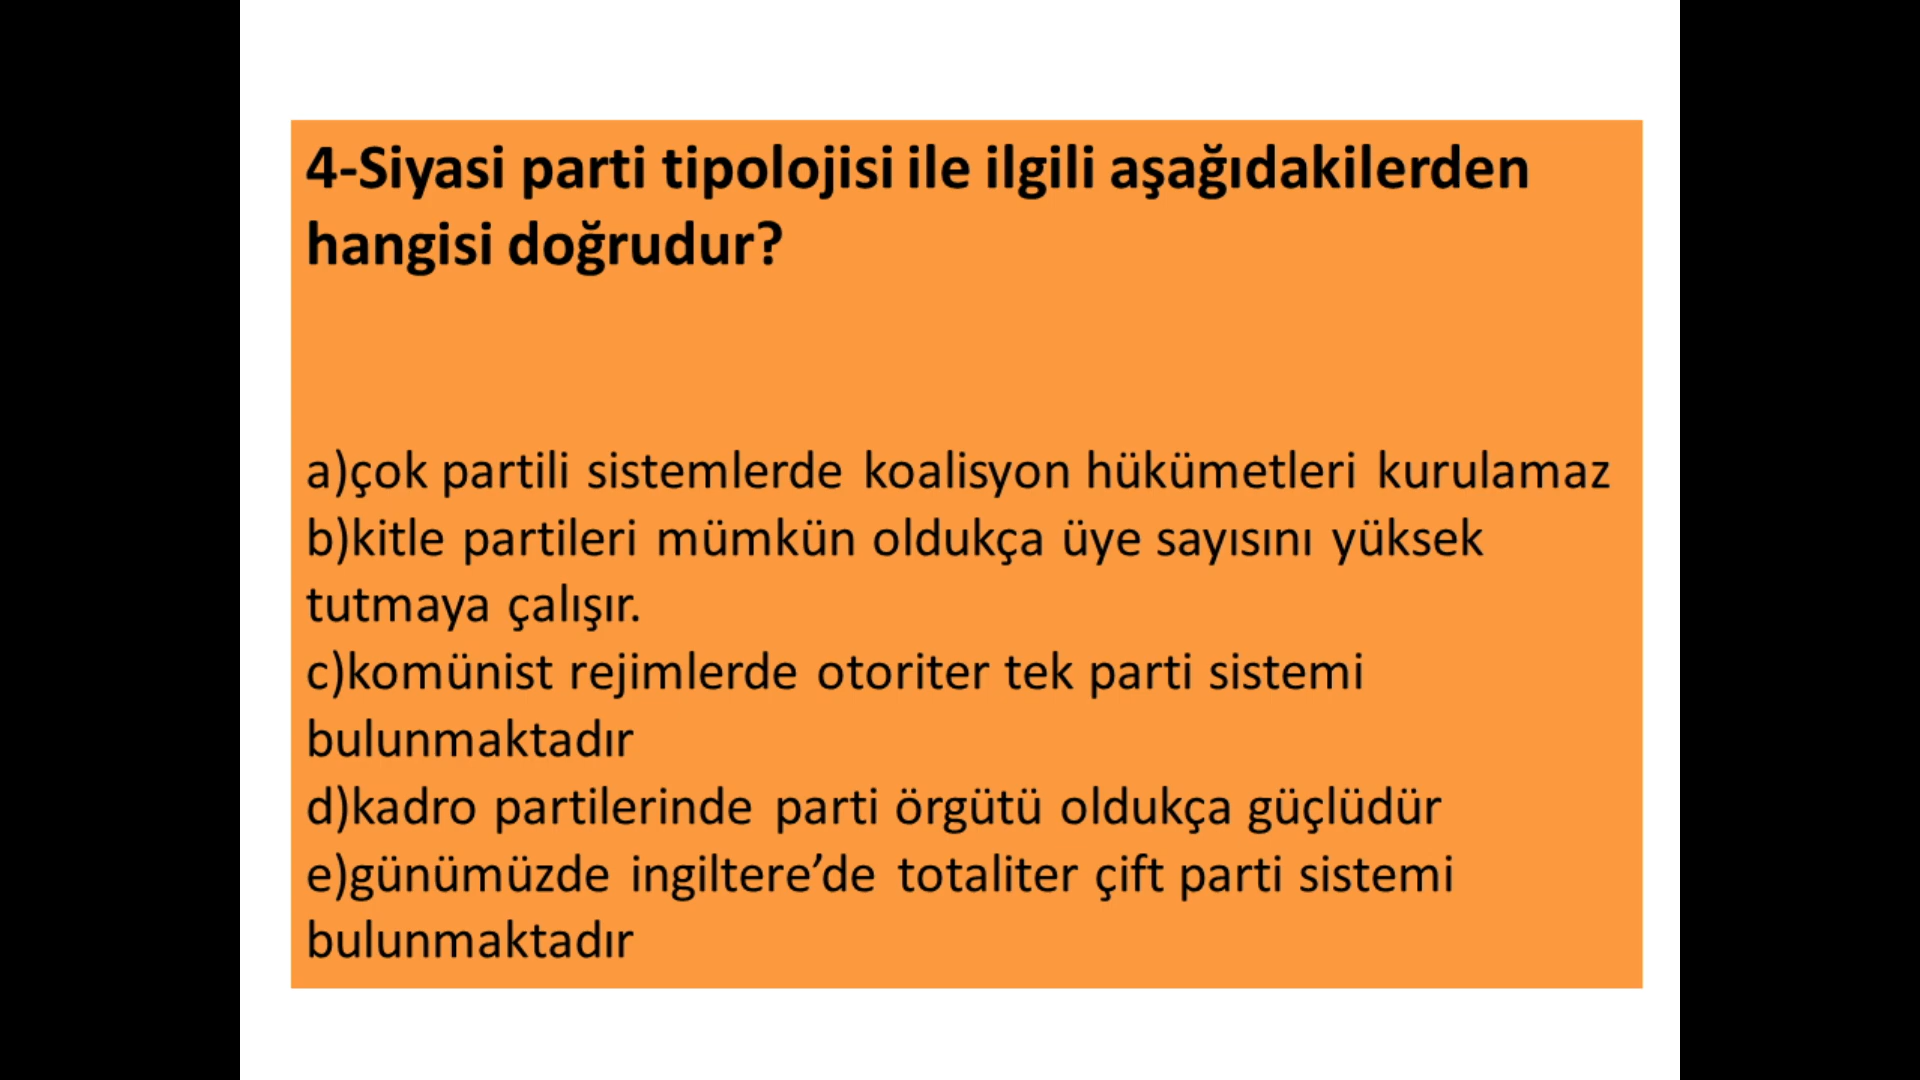 4-Siyasi parti tipolojisi ile ilgili aşağıdakilerden
hangisi doğrudur?
a)çok partili sistemlerde koalisyon hükümetleri kurulamaz
b)kitle partileri mümkün oldukça üye sayısını yüksek
tutmaya çalışır.
c)komünist rejimlerde otoriter tek parti sistemi
bulunmaktadır
d)kadro partilerinde parti örgütü oldukça güçlüdür
e)günümüzde ingiltere’de totaliter çift parti sistemi
bulunmaktadır